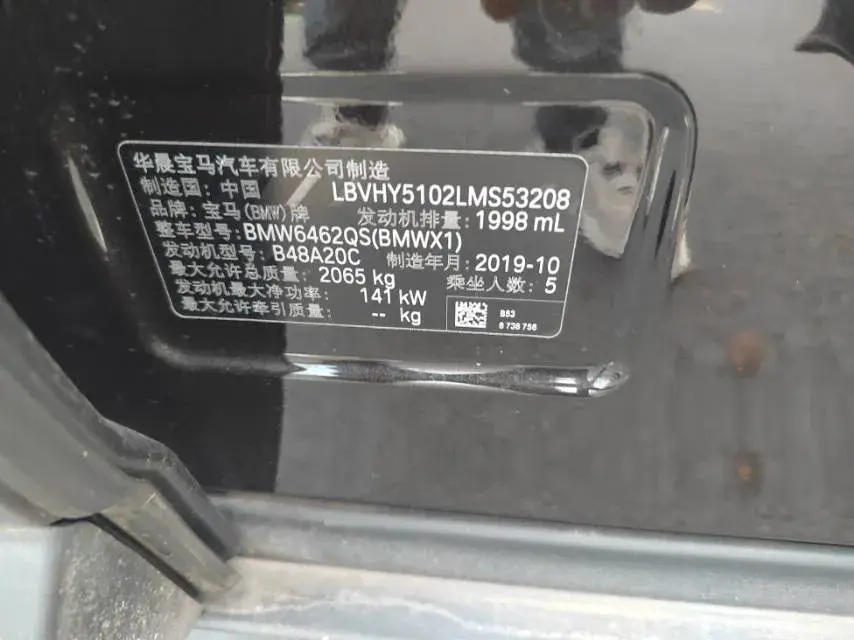 华晨宝马汽车有限公司制造
制造国: 中国 LBVHY5102LMS53208
品牌: 宝马(BMW)牌 发动机排量: 1998 mL
整车型号: BMW6462QS(BMWX1)
发动机型号: B48A20C 制造年月: 2019-10
最大允许总质量: 2065 kg 乘坐人数: 5
发动机最大净功率: 141 kW
最大允许牵引质量: -- kg
B53
8 738 756